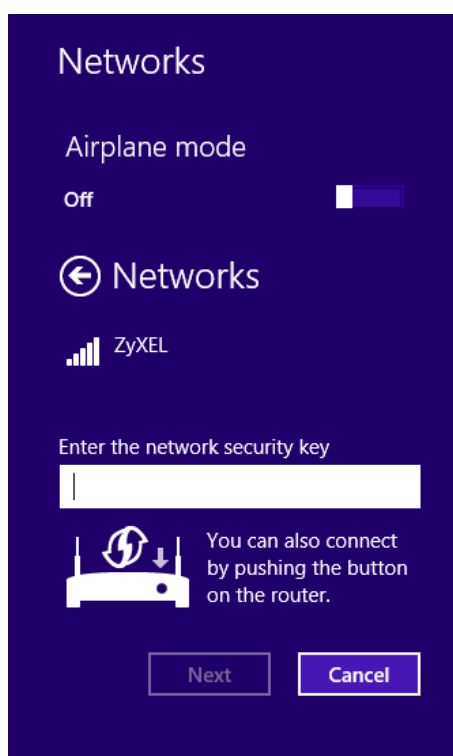 Networks
Airplane mode
Off
Networks
ZyXEL
Enter the network security key
You can also connect
by pushing the button
on the router.
Next
Cancel